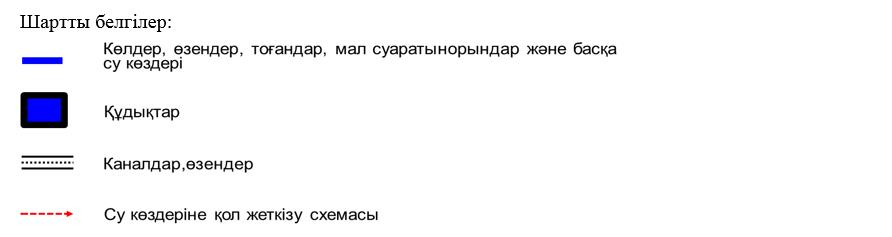 Шартты белгілер:
Көлдер, өзендер, тоғандар, мал суаратынорындар және басқа
су көздері
Құдықтар
Каналдар,өзендер
Су көздеріне қол жеткізу схемасы